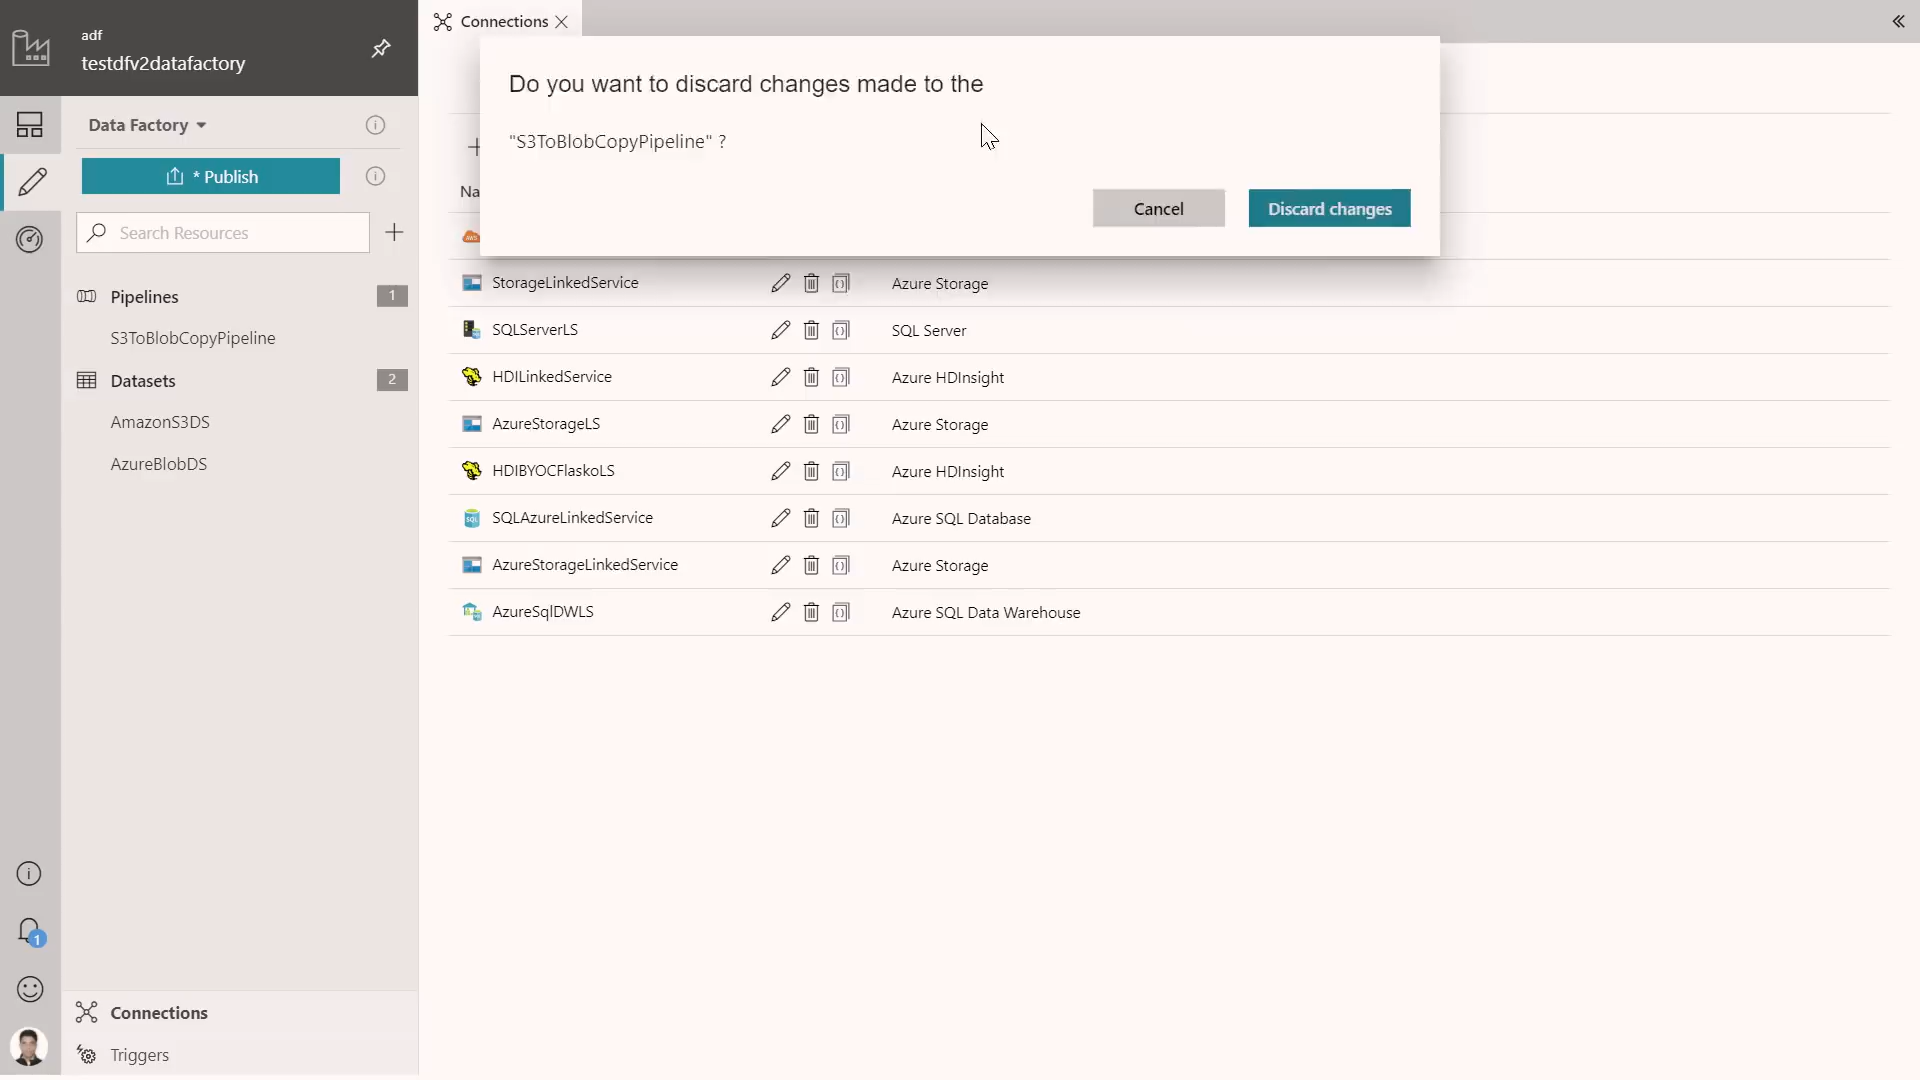 adf
testdfv2datafactory
Data Factory
* Publish
Search Resources
Pipelines 1
S3ToBlobCopyPipeline
Datasets 2
AmazonS3DS
AzureBlobDS
1
Connections
Triggers
Connections
Do you want to discard changes made to the
"S3ToBlobCopyPipeline" ?
Cancel Discard changes
Na
AWS
StorageLinkedService Azure Storage
SQLServerLS SQL Server
HDILinkedService Azure HDInsight
AzureStorageLS Azure Storage
HDIBYOCFlaskoLS Azure HDInsight
SQL SQLAzureLinkedService Azure SQL Database
AzureStorageLinkedService Azure Storage
AzureSqlDWLS Azure SQL Data Warehouse